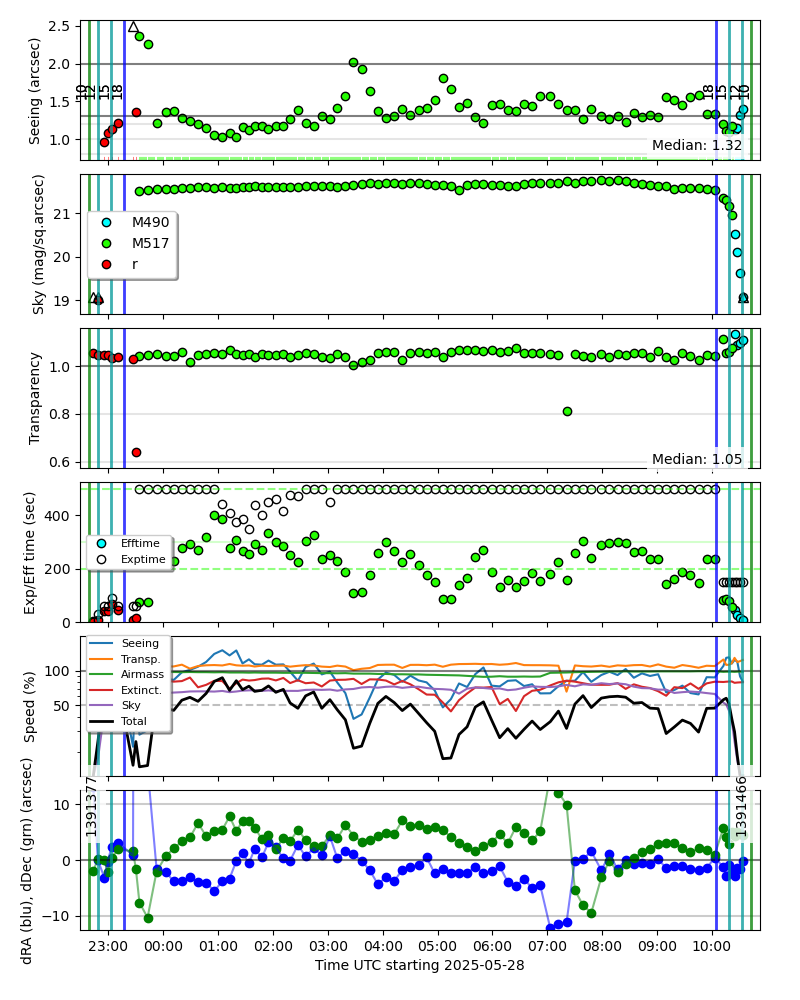 2.5
2.0
1.5
1.0
Seeing (arcsec)
-10
-12
15
18
18
15
12
10
Median: 1.32
21
20
19
Sky (mag/sq.arcsec)
M490
M517
r
1.0
0.8
0.6
Transparency
Median: 1.05
400
200
0
Exp/Eff time (sec)
Efftime
Exptime
100
50
Speed (%)
Seeing
Transp.
Airmass
Extinct.
Sky
Total
10
0
−10
dRA (blu), dDec (grn) (arcsec)
1391377
1391466
23:00 00:00 01:00 02:00 03:00 04:00 05:00 06:00 07:00 08:00 09:00 10:00
Time UTC starting 2025-05-28